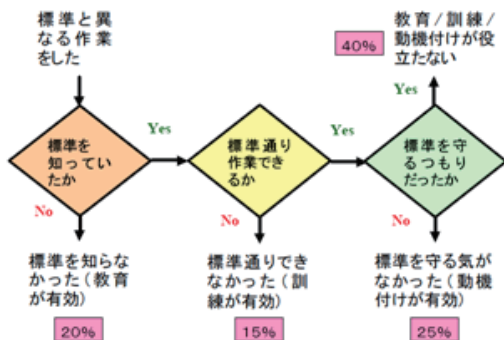 標準と異
なる作業
をした
40%
教育/訓練/
動機付けが役
立たない
Yes
Yes
Yes
標準を
知ってい
たか
標準通り
作業でき
るか
標準を守
るつもり
だったか
No
No
No
標準を知らな
かった(教育
が有効)
標準通りでき
なかった(訓
練が有効)
標準を守る気が
なかった(動機
付けが有効)
20%
15%
25%